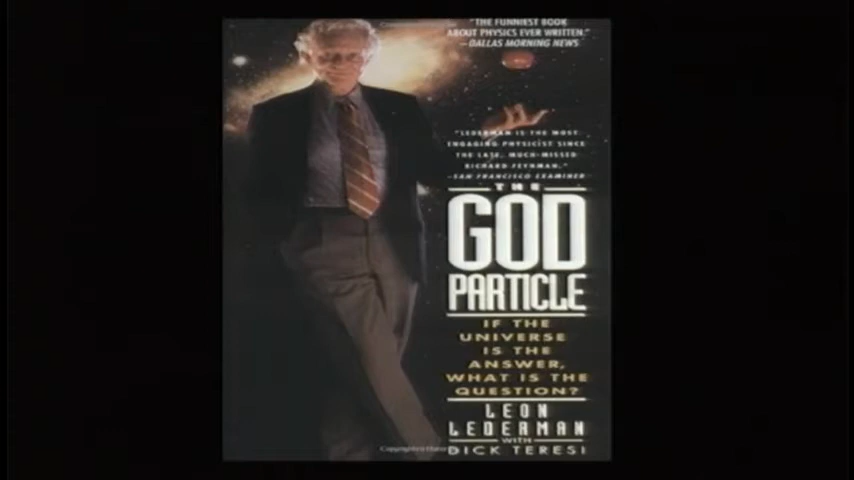 "THE FUNNIEST BOOK
ABOUT PHYSICS EVER WRITTEN."
—DALLAS MORNING NEWS
"LEDERMAN IS THE MOST
ENGAGING PHYSICIST SINCE
THE LATE, MUCH-MISSED
RICHARD FEYNMAN."
—SAN FRANCISCO EXAMINER
THE
GOD
PARTICLE
IF THE
UNIVERSE
IS THE
ANSWER,
WHAT IS THE
QUESTION?
LEON
LEDERMAN
WITH
DICK TERESI